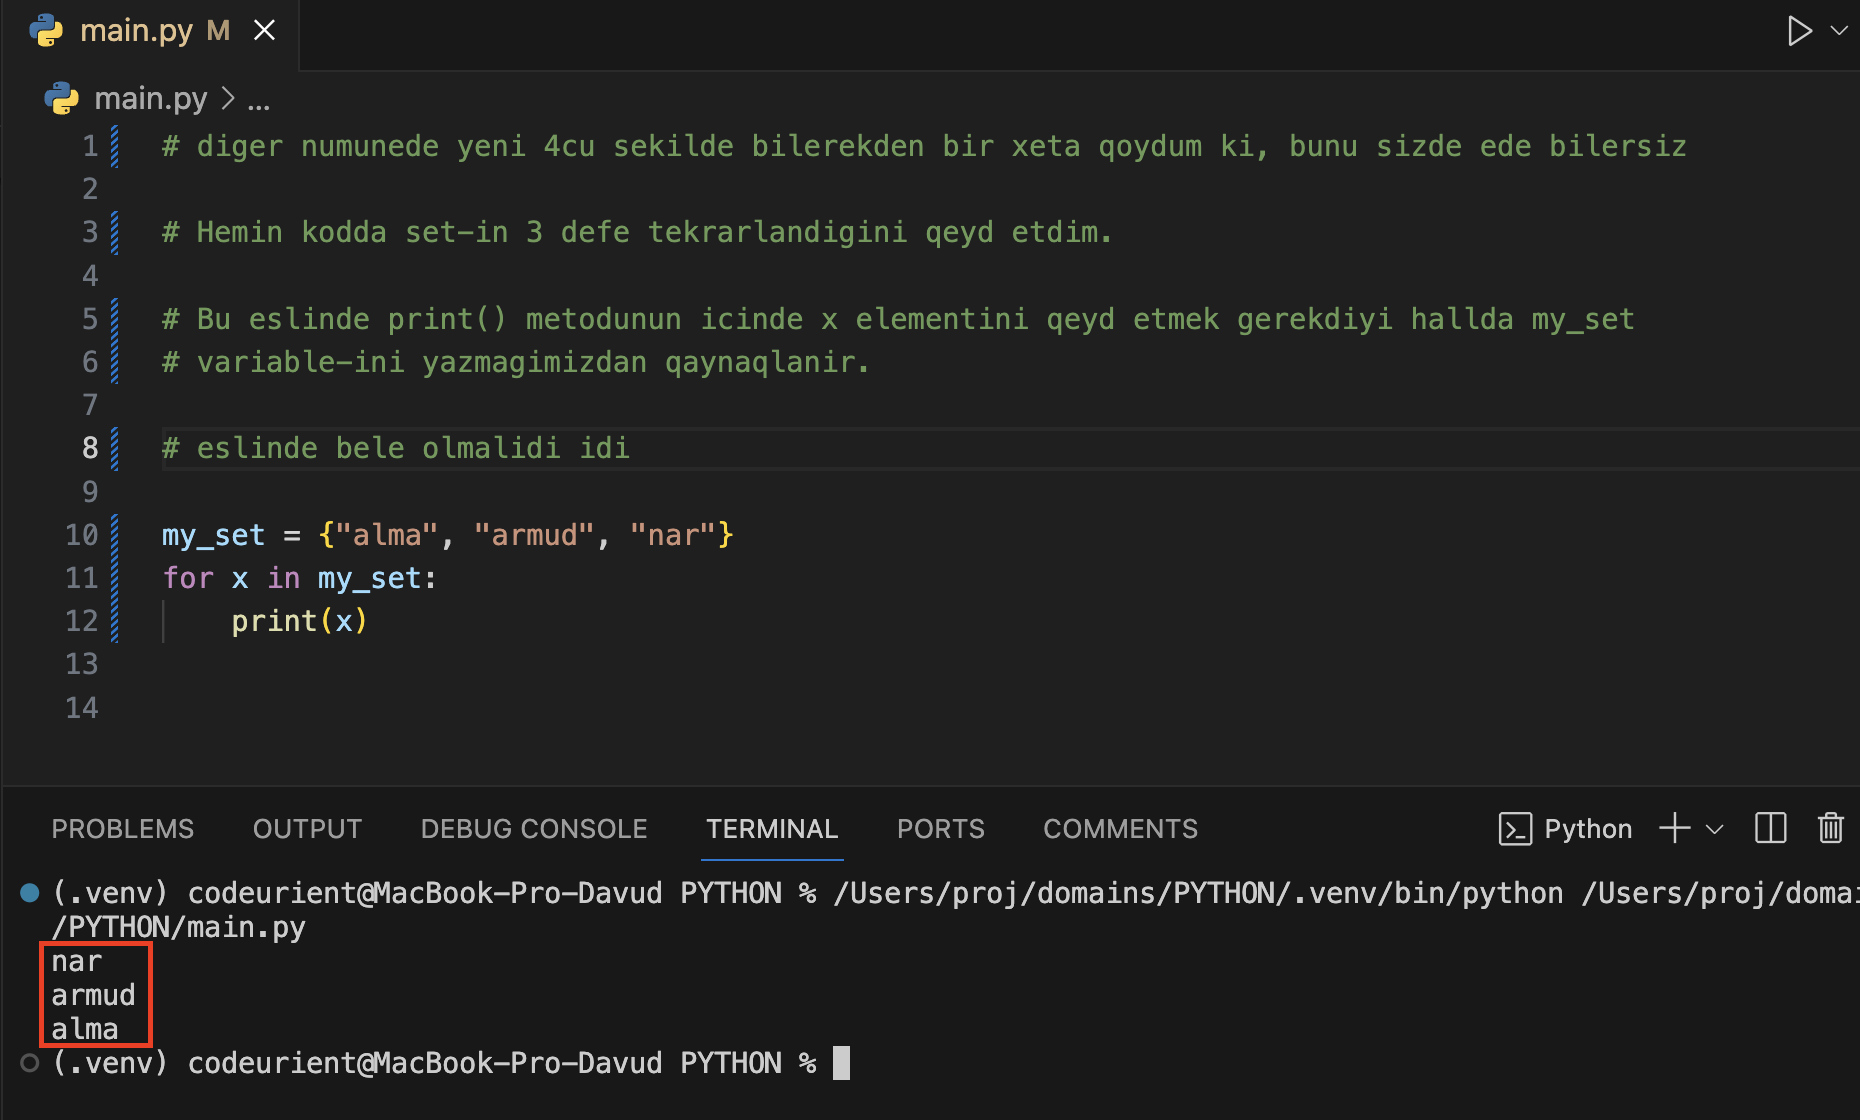 main.py M
main.py > ...
1 # diger numunede yeni 4cu sekilde bilerekden bir xeta qoydum ki, bunu sizde ede bilersiz
2
3 # Hemin kodda set-in 3 defe tekrarlandigini qeyd etdim.
4
5 # Bu eslinde print() metodunun icinde x elementini qeyd etmek gerekdiyi hallda my_set
6 # variable-ini yazmagimizdan qaynaqlanir.
7
8 # eslinde bele olmalidi idi
9
10 my_set = {"alma", "armud", "nar"}
11 for x in my_set:
12     print(x)
13
14
PROBLEMS OUTPUT DEBUG CONSOLE TERMINAL PORTS COMMENTS Python
(.venv) codeurient@MacBook-Pro-Davud PYTHON % /Users/proj/domains/PYTHON/.venv/bin/python /Users/proj/domai
/PYTHON/main.py
nar
armud
alma
(.venv) codeurient@MacBook-Pro-Davud PYTHON %